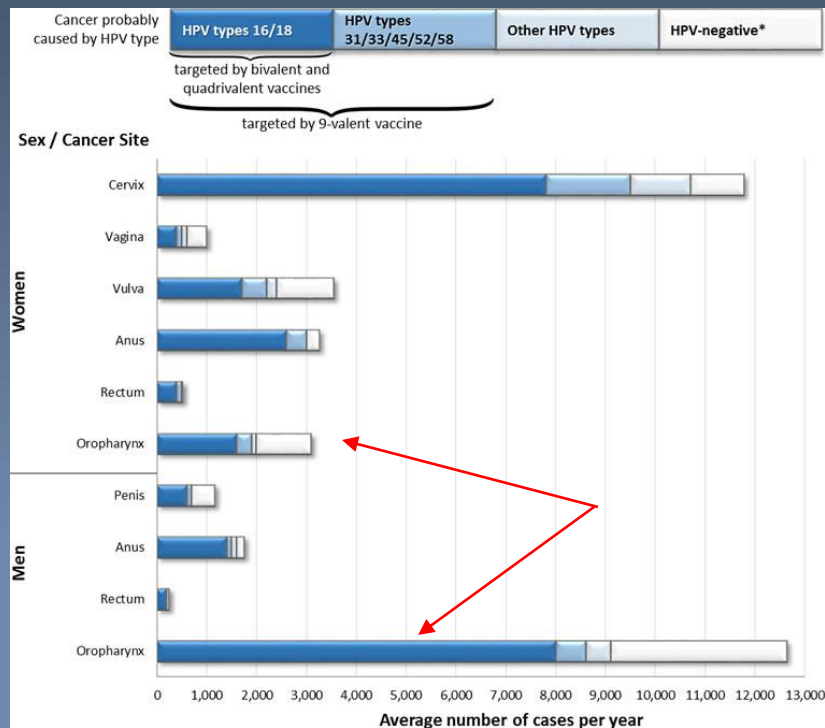 Cancer probably
caused by HPV type
HPV types 16/18
HPV types
31/33/45/52/58
Other HPV types
HPV-negative*
targeted by bivalent and
quadrivalent vaccines
targeted by 9-valent vaccine
Sex / Cancer Site
Women
Cervix
Vagina
Vulva
Anus
Rectum
Oropharynx
Men
Penis
Anus
Rectum
Oropharynx
0 1,000 2,000 3,000 4,000 5,000 6,000 7,000 8,000 9,000 10,000 11,000 12,000 13,000
Average number of cases per year